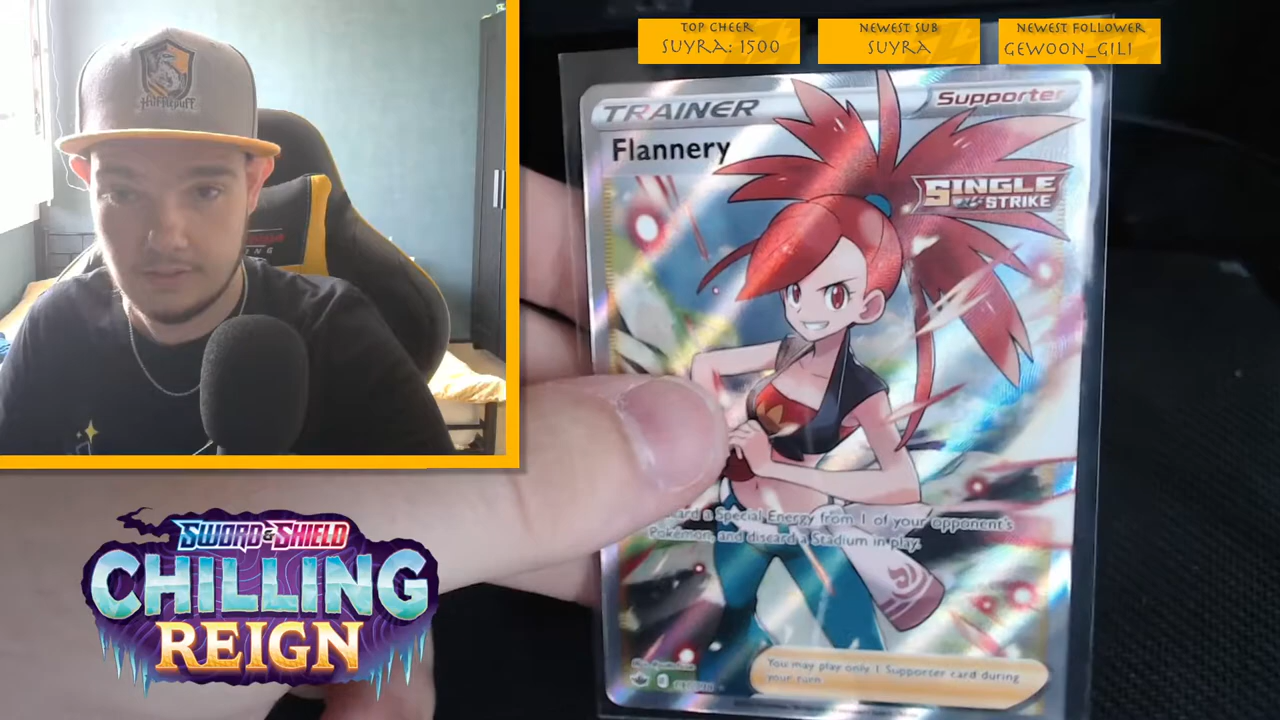 TOP CHEER
SUYRA: 1500
NEWEST SUB
SUYRA
NEWEST FOLLOWER
GEWOON_GILI
Hufflepuff
TRAINER
Supporter
Flannery
SINGLE
STRIKE
card a Special Energy from 1 of your opponent's
Pokémon, and discard a Stadium in play.
You may play only 1 Supporter card during
your turn.
SWORD & SHIELD
CHILLING
REIGN